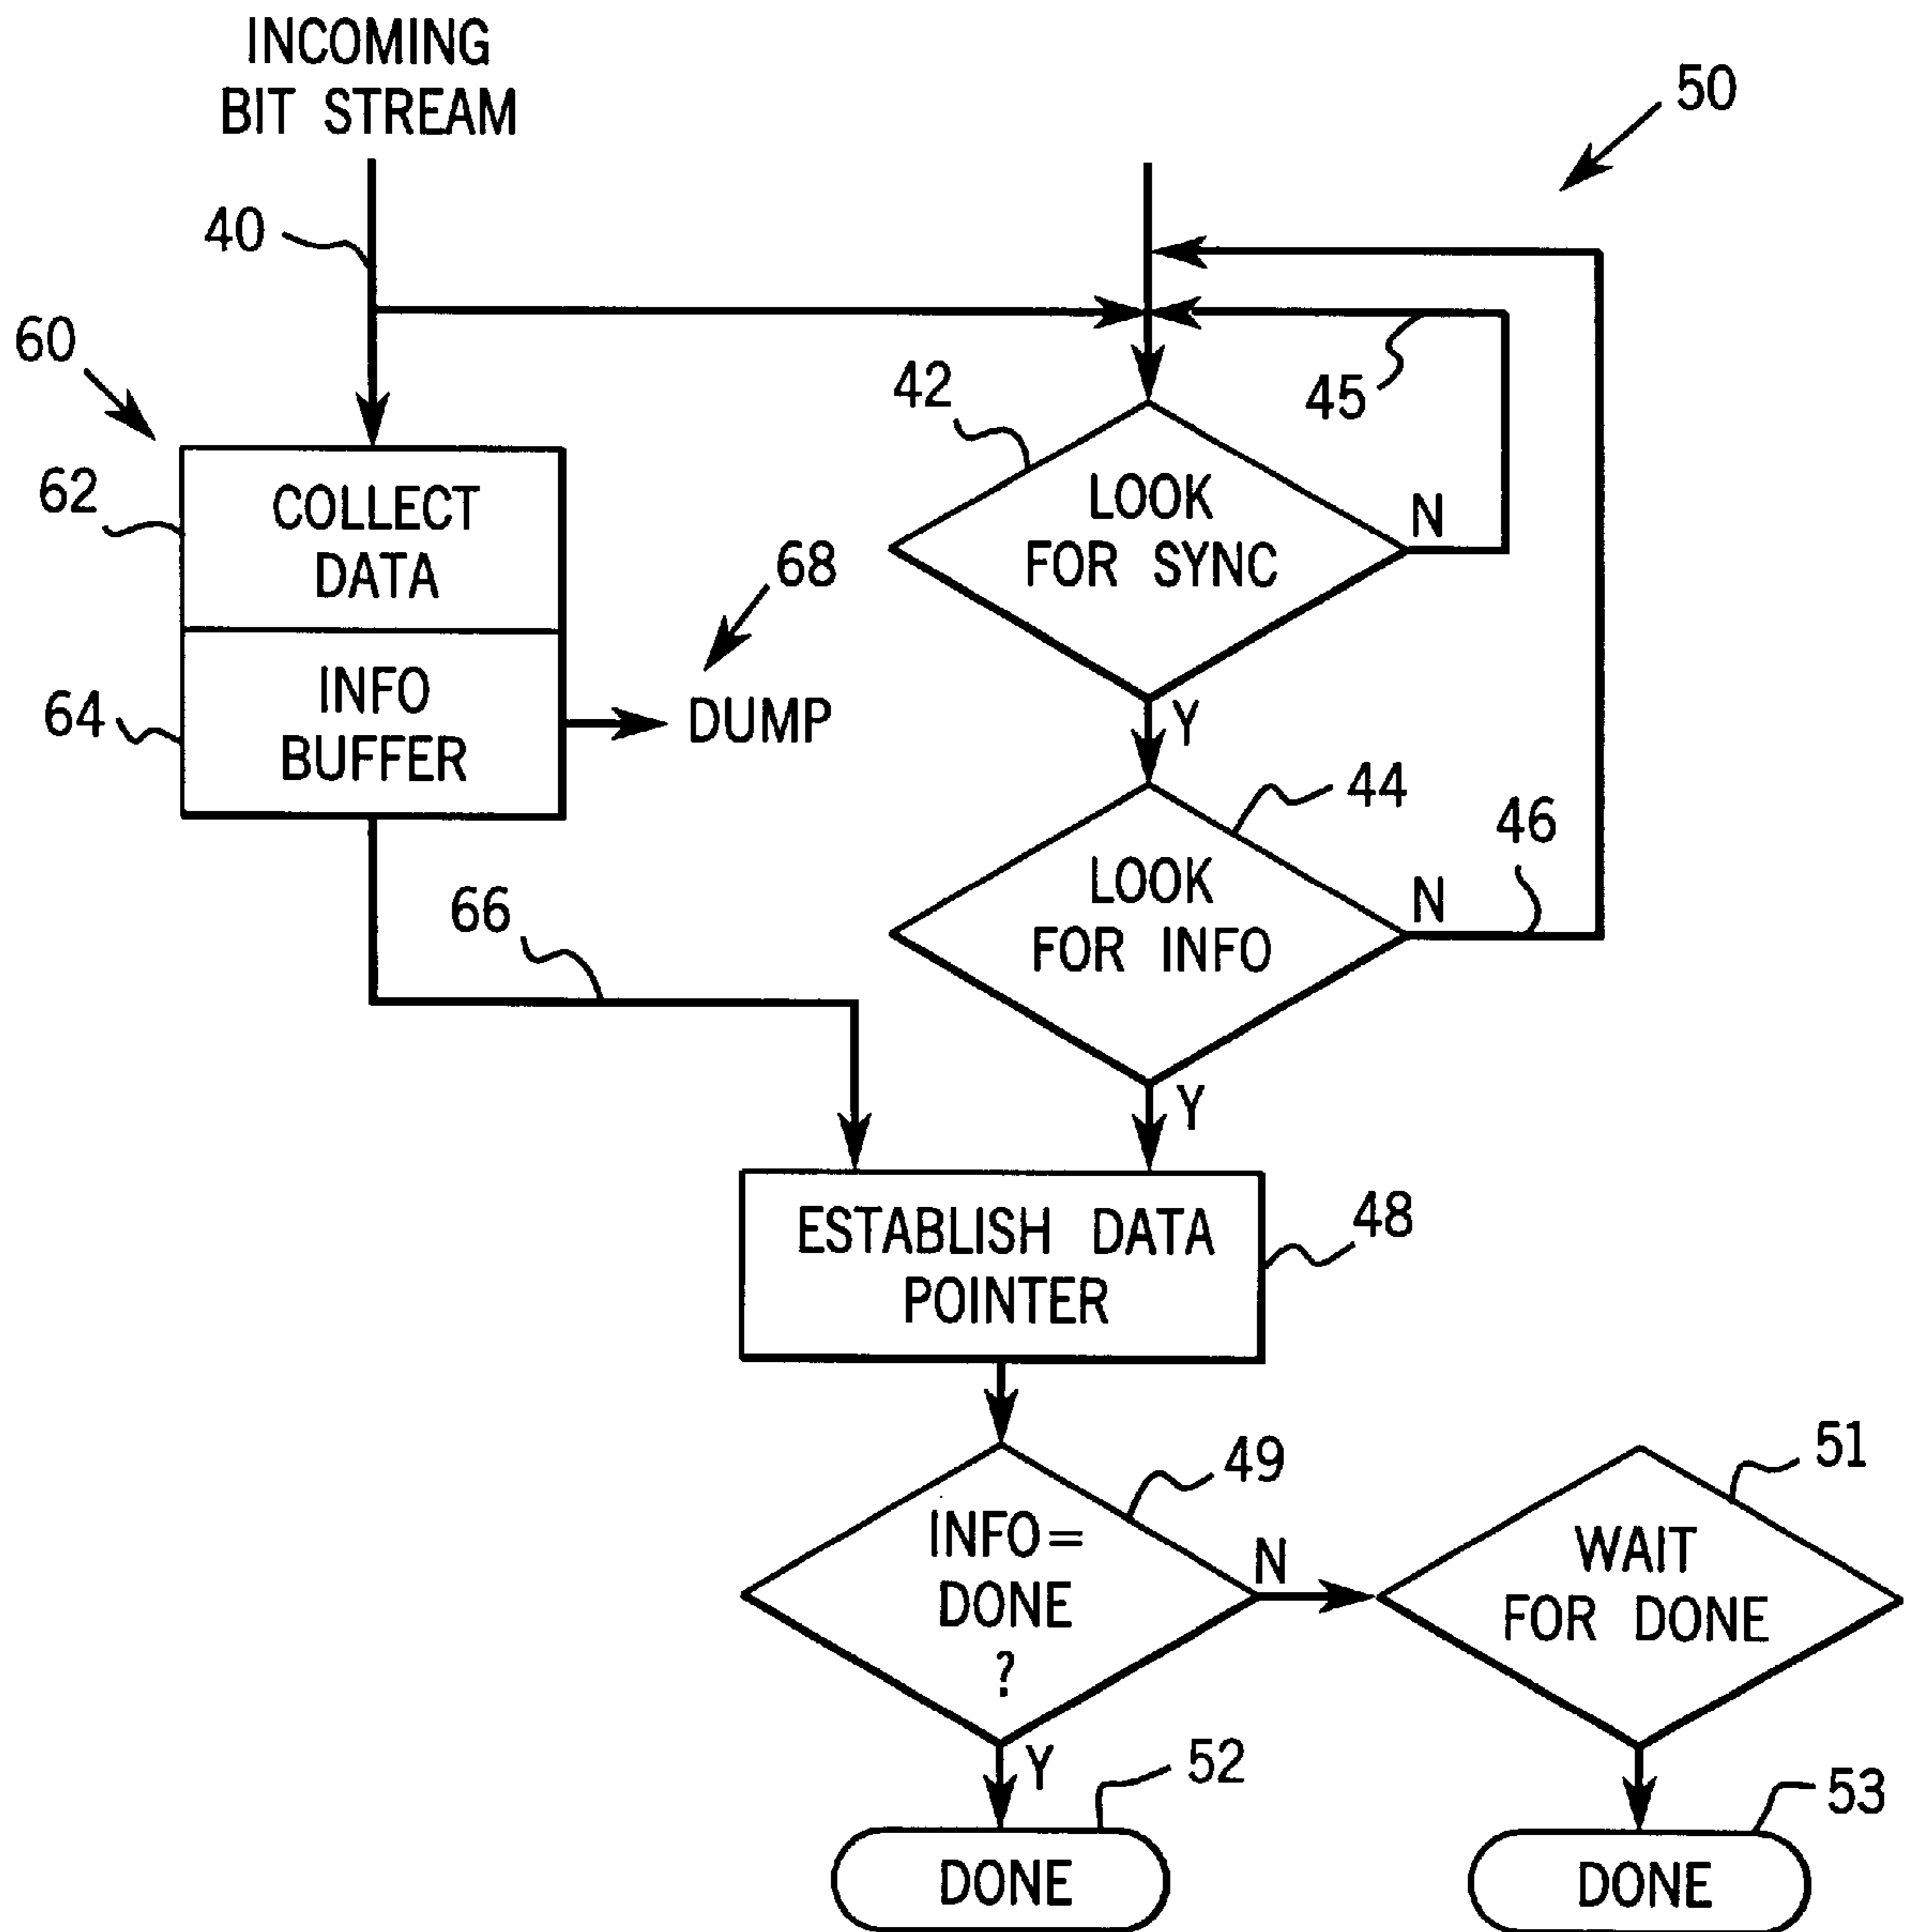 INCOMING
BIT STREAM
50
40
60
45
42
62
COLLECT
DATA
LOOK
FOR SYNC
N
68
64
INFO
BUFFER
DUMP
Y
44
46
LOOK
FOR INFO
N
66
Y
ESTABLISH DATA
POINTER
48
49
51
INFO=
DONE
?
N
WAIT
FOR DONE
Y
52
53
DONE
DONE